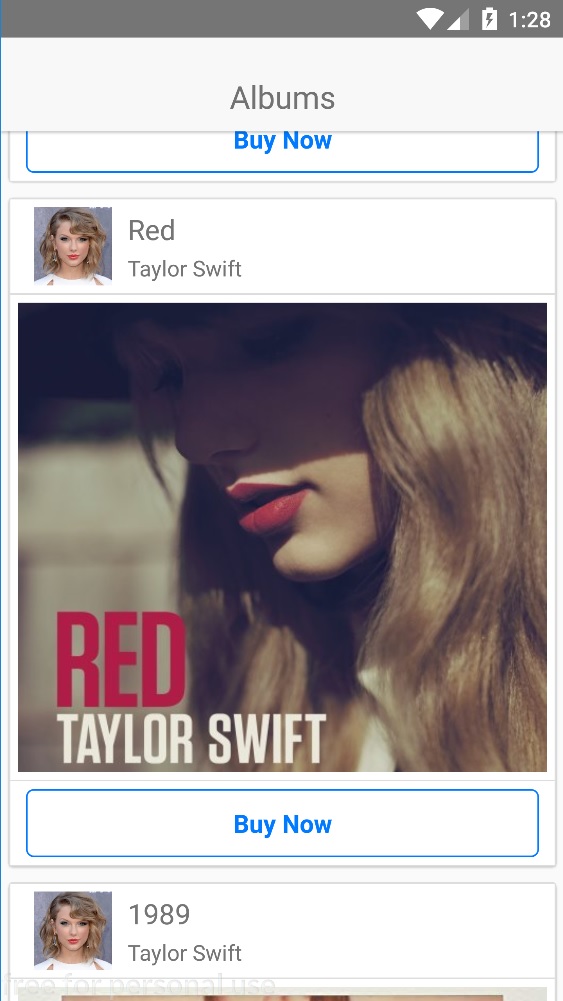 1:28
Albums
Buy Now
Red
Taylor Swift
RED
TAYLOR SWIFT
Buy Now
1989
Taylor Swift
free for personal use